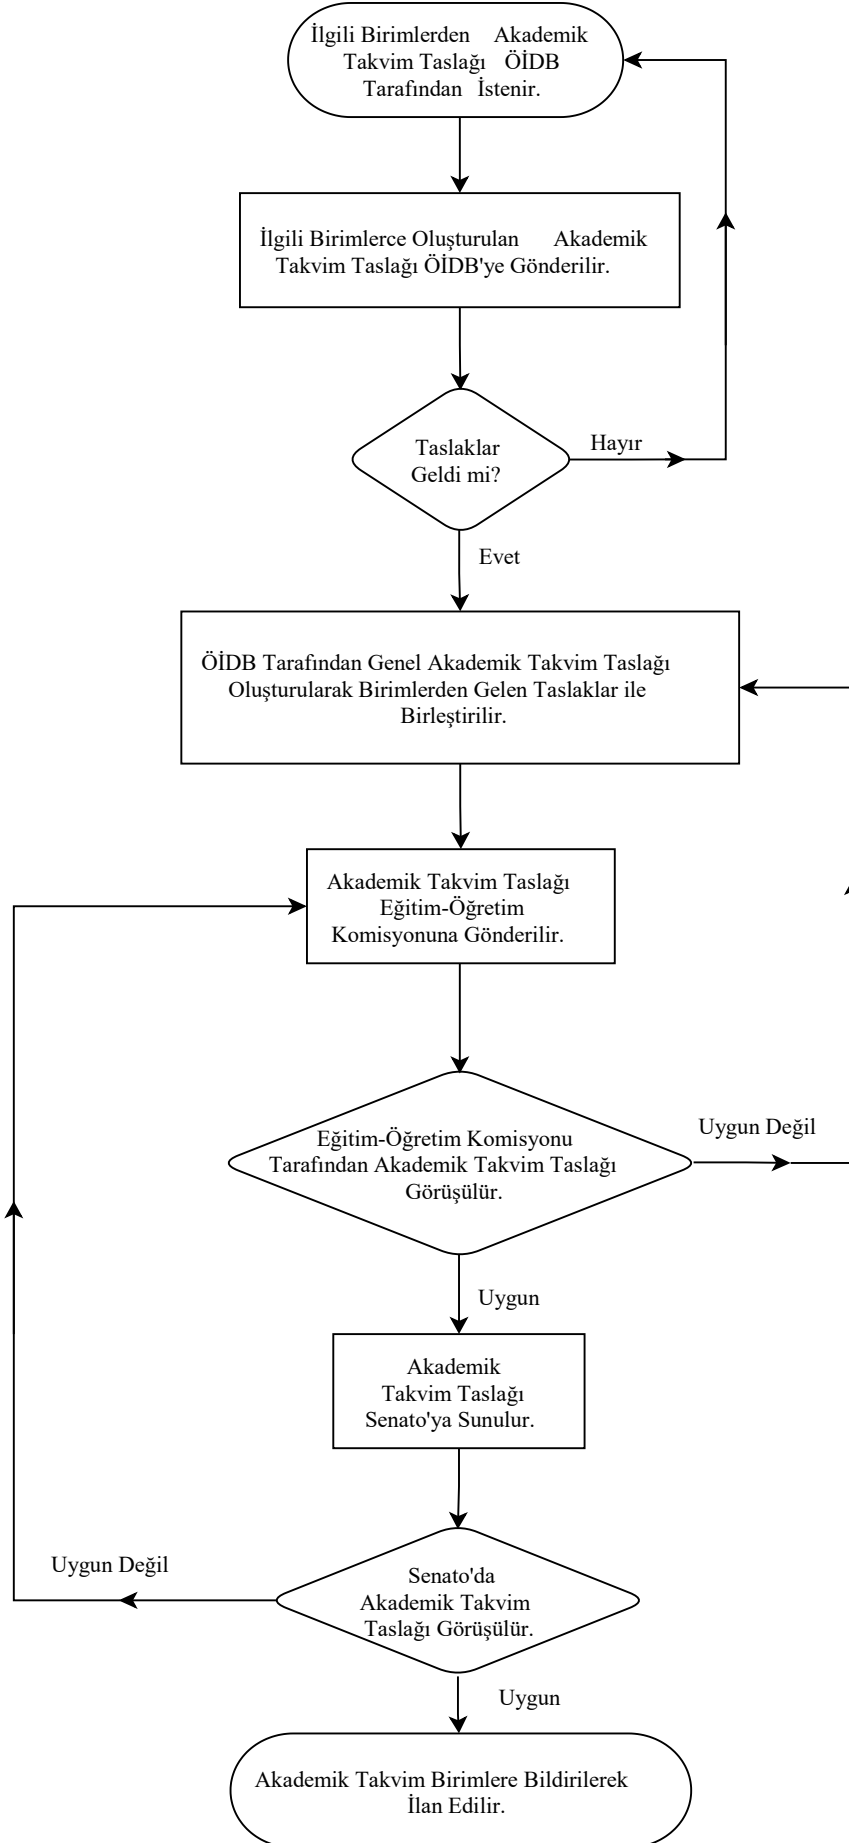 İlgili Birimlerden Akademik
Takvim Taslağı ÖİDB
Tarafından İstenir.
İlgili Birimlerce Oluşturulan Akademik
Takvim Taslağı ÖİDB'ye Gönderilir.
Taslaklar
Geldi mi?
Hayır
Evet
ÖİDB Tarafından Genel Akademik Takvim Taslağı
Oluşturularak Birimlerden Gelen Taslaklar ile
Birleştirilir.
Akademik Takvim Taslağı
Eğitim-Öğretim
Komisyonuna Gönderilir.
Eğitim-Öğretim Komisyonu
Tarafından Akademik Takvim Taslağı
Görüşülür.
Uygun Değil
Uygun
Akademik
Takvim Taslağı
Senato'ya Sunulur.
Senato'da
Akademik Takvim
Taslağı Görüşülür.
Uygun Değil
Uygun
Akademik Takvim Birimlere Bildirilerek
İlan Edilir.